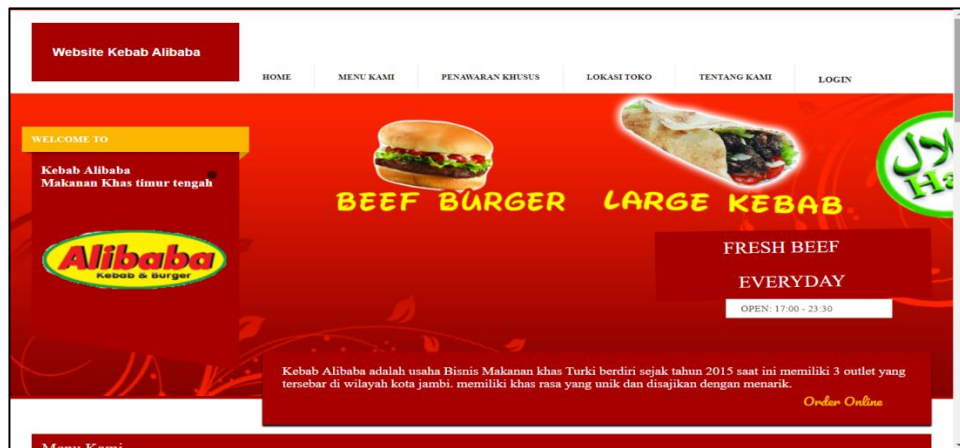 Website Kebab Alibaba
HOME MENU KAMI PENAWARAN KHUSUS LOKASI TOKO TENTANG KAMI LOGIN
WELCOME TO
Kebab Alibaba
Makanan Khas timur tengah
Alibaba
Kebab & Burger
BEEF BURGER LARGE KEBAB
FRESH BEEF
EVERYDAY
OPEN: 17:00 - 23:30
Kebab Alibaba adalah usaha Bisnis Makanan khas Turki berdiri sejak tahun 2015 saat ini memiliki 3 outlet yang
tersebar di wilayah kota jambi. memiliki khas rasa yang unik dan disajikan dengan menarik.
Order Online
Menu Kami